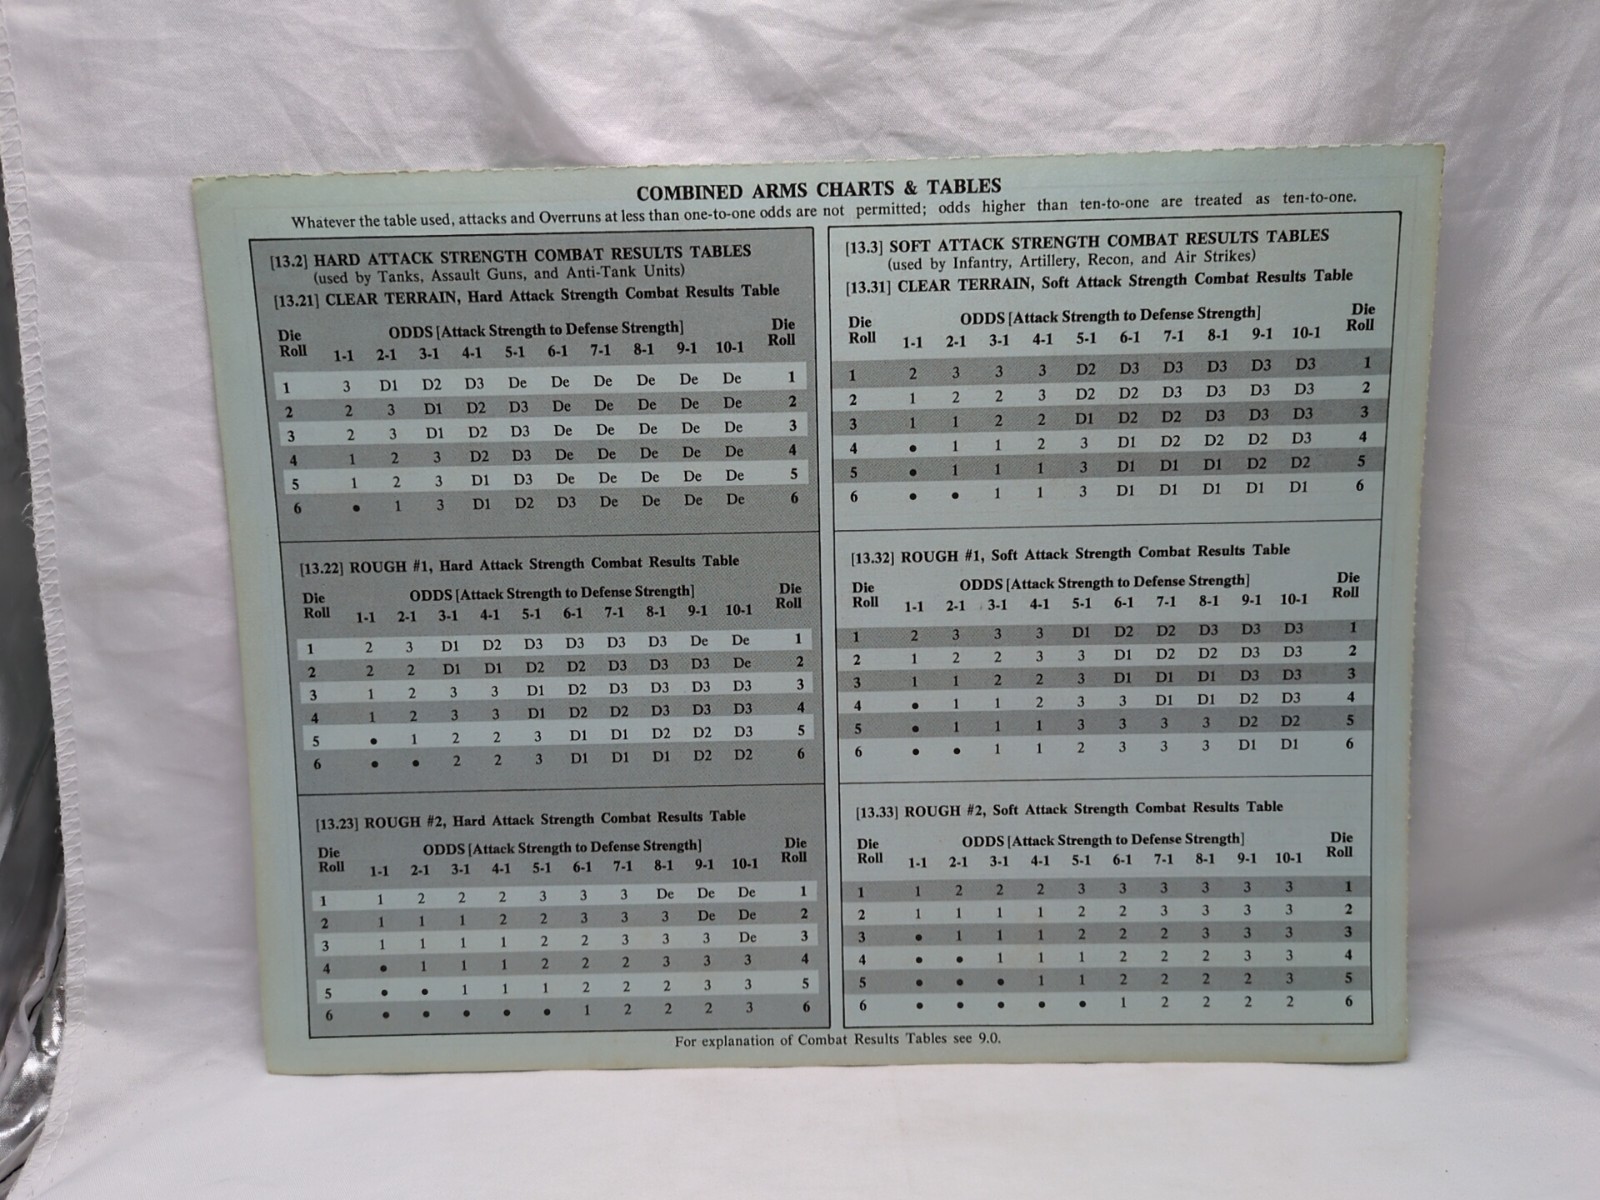 COMBINED ARMS CHARTS & TABLES
Whatever the table used, attacks and Overruns at less than one-to-one odds are not permitted; odds higher than ten-to-one are treated as ten-to-one.
[13.2] HARD ATTACK STRENGTH COMBAT RESULTS TABLES
(used by Tanks, Assault Guns, and Anti-Tank Units)
[13.21] CLEAR TERRAIN, Hard Attack Strength Combat Results Table
Die Roll ODDS [Attack Strength to Defense Strength] Die Roll
1-1 2-1 3-1 4-1 5-1 6-1 7-1 8-1 9-1 10-1
1 3 D1 D2 D3 De De De De De De 1
2 2 3 D1 D2 D3 De De De De De 2
3 2 3 D1 D2 D3 De De De De De 3
4 1 2 3 D2 D3 De De De De De 4
5 1 2 3 D1 D3 De De De De De 5
6 • 1 3 D1 D2 D3 De De De De 6
[13.22] ROUGH #1, Hard Attack Strength Combat Results Table
Die Roll ODDS [Attack Strength to Defense Strength] Die Roll
1-1 2-1 3-1 4-1 5-1 6-1 7-1 8-1 9-1 10-1
1 2 3 D1 D2 D3 D3 D3 D3 De De 1
2 2 2 D1 D1 D2 D2 D3 D3 D3 De 2
3 1 2 3 3 D1 D2 D3 D3 D3 D3 3
4 1 2 3 3 D1 D2 D2 D3 D3 D3 4
5 • 1 2 2 3 D1 D1 D2 D2 D3 5
6 • • 2 2 3 D1 D1 D1 D2 D2 6
[13.23] ROUGH #2, Hard Attack Strength Combat Results Table
Die Roll ODDS [Attack Strength to Defense Strength] Die Roll
1-1 2-1 3-1 4-1 5-1 6-1 7-1 8-1 9-1 10-1
1 1 2 2 2 3 3 3 De De De 1
2 1 1 1 2 2 3 3 3 De De 2
3 1 1 1 1 2 2 3 3 3 De 3
4 • 1 1 1 2 2 2 3 3 3 4
5 • • 1 1 1 2 2 2 3 3 5
6 • • • • • 1 2 2 2 3 6
[13.3] SOFT ATTACK STRENGTH COMBAT RESULTS TABLES
(used by Infantry, Artillery, Recon, and Air Strikes)
[13.31] CLEAR TERRAIN, Soft Attack Strength Combat Results Table
Die Roll ODDS [Attack Strength to Defense Strength] Die Roll
1-1 2-1 3-1 4-1 5-1 6-1 7-1 8-1 9-1 10-1
1 2 3 3 3 D2 D3 D3 D3 D3 D3 1
2 1 2 2 3 D2 D2 D3 D3 D3 D3 2
3 1 1 2 2 D1 D2 D2 D3 D3 D3 3
4 • 1 1 2 3 D1 D2 D2 D2 D3 4
5 • 1 1 1 3 D1 D1 D1 D2 D2 5
6 • • 1 1 3 D1 D1 D1 D1 D1 6
[13.32] ROUGH #1, Soft Attack Strength Combat Results Table
Die Roll ODDS [Attack Strength to Defense Strength] Die Roll
1-1 2-1 3-1 4-1 5-1 6-1 7-1 8-1 9-1 10-1
1 2 3 3 3 D1 D2 D2 D3 D3 D3 1
2 1 2 2 3 3 D1 D2 D2 D3 D3 2
3 1 1 2 2 3 D1 D1 D1 D3 D3 3
4 • 1 1 2 3 3 D1 D1 D2 D3 4
5 • 1 1 1 3 3 3 3 D2 D2 5
6 • • 1 1 2 3 3 3 D1 D1 6
[13.33] ROUGH #2, Soft Attack Strength Combat Results Table
Die Roll ODDS [Attack Strength to Defense Strength] Die Roll
1-1 2-1 3-1 4-1 5-1 6-1 7-1 8-1 9-1 10-1
1 1 2 2 2 3 3 3 3 3 3 1
2 1 1 1 1 2 2 3 3 3 3 2
3 • 1 1 1 2 2 2 3 3 3 3
4 • • 1 1 1 2 2 2 3 3 4
5 • • • 1 1 2 2 2 2 3 5
6 • • • • • 1 2 2 2 2 6
For explanation of Combat Results Tables see 9.0.